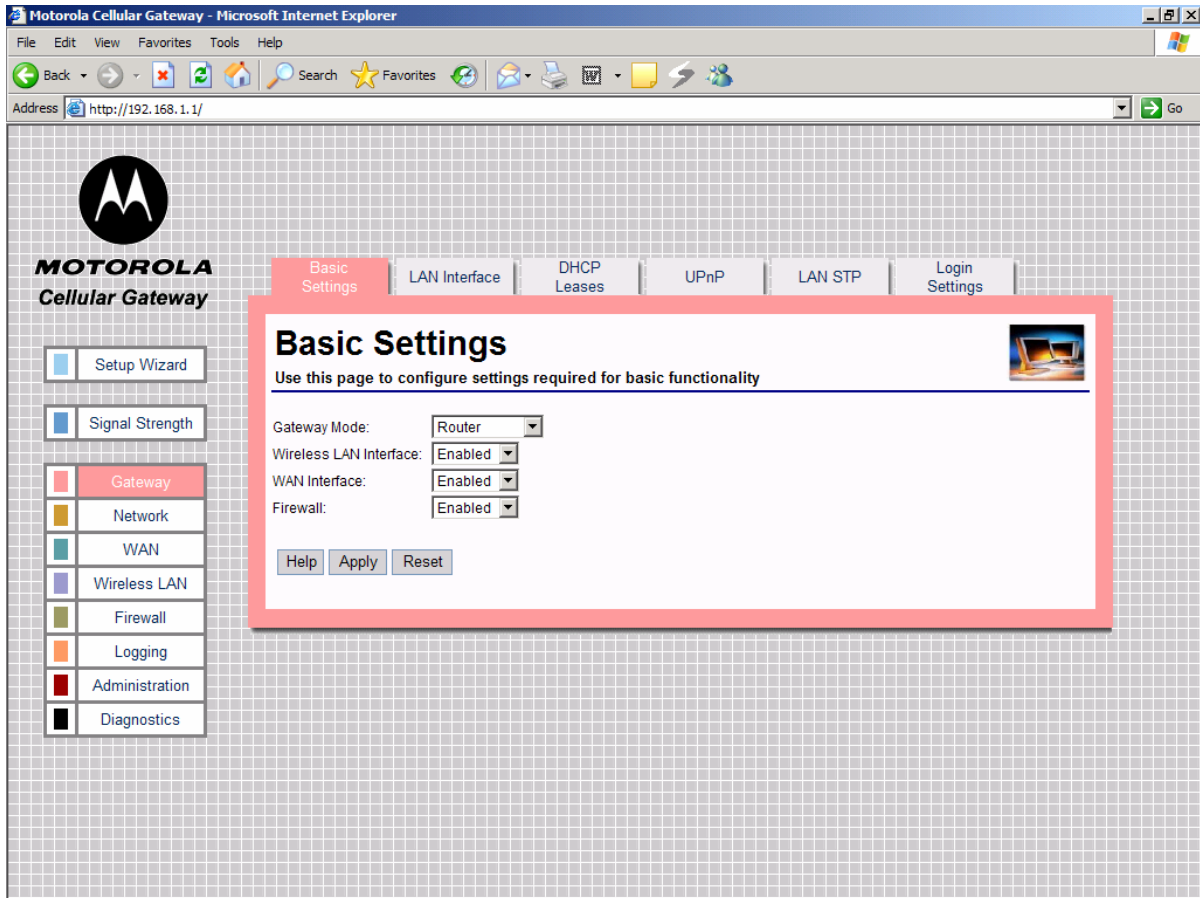 Motorola Cellular Gateway - Microsoft Internet Explorer
File Edit View Favorites Tools Help
Back Search Favorites
Address http://192.168.1.1/ Go
MOTOROLA
Cellular Gateway
Setup Wizard
Signal Strength
Gateway
Network
WAN
Wireless LAN
Firewall
Logging
Administration
Diagnostics
Basic
Settings
LAN Interface
DHCP
Leases
UPnP
LAN STP
Login
Settings
Basic Settings
Use this page to configure settings required for basic functionality
Gateway Mode: Router
Wireless LAN Interface: Enabled
WAN Interface: Enabled
Firewall: Enabled
Help Apply Reset